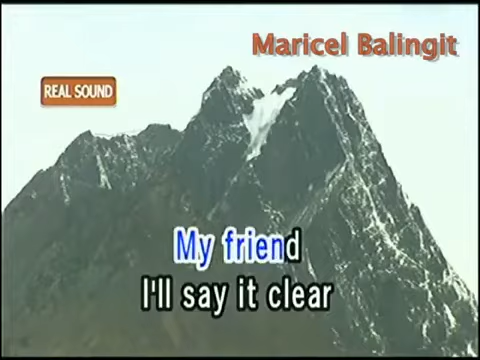 Maricel Balingit
REAL SOUND
My friend
I'll say it clear